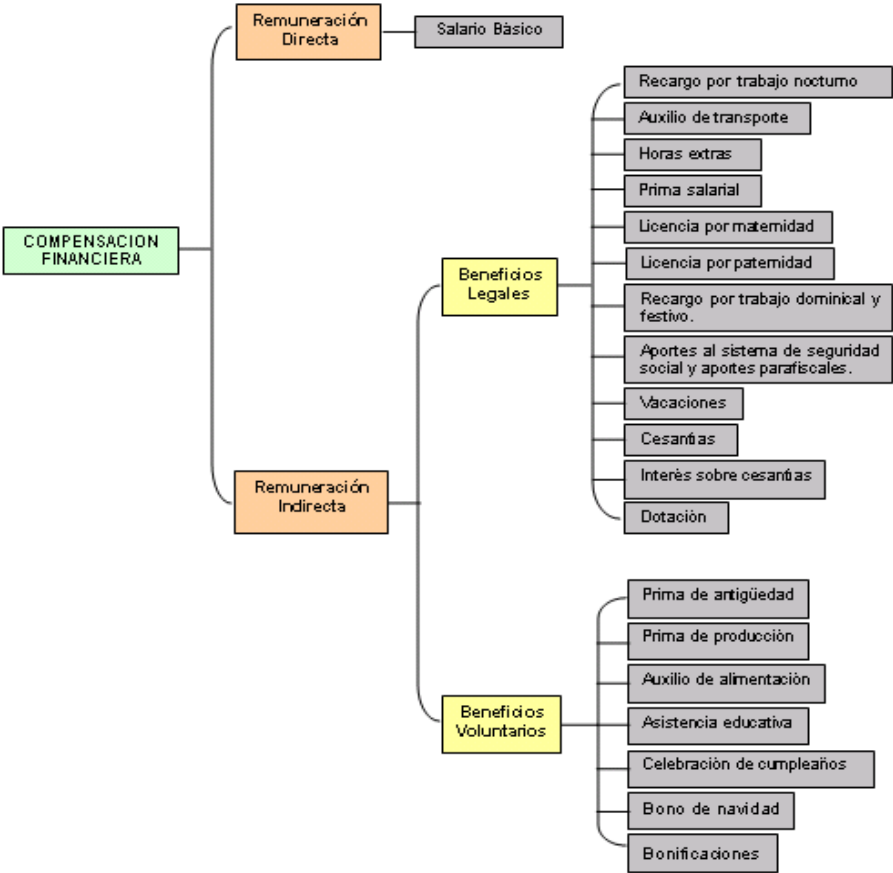 Remuneración
Directa
Salario Básico
Recargo por trabajo nocturno
Auxilio de transporte
Horas extras
Prima salarial
Licencia por maternidad
COMPENSACION
FINANCIERA
Beneficios
Legales
Licencia por paternidad
Recargo por trabajo dominical y
festivo.
Aportes al sistema de seguridad
social y aportes parafiscales.
Vacaciones
Cesantías
Remuneración
Indirecta
Interés sobre cesantías
Dotación
Prima de antigüedad
Prima de producción
Auxilio de alimentación
Beneficios
Voluntarios
Asistencia educativa
Celebración de cumpleaños
Bono de navidad
Bonificaciones